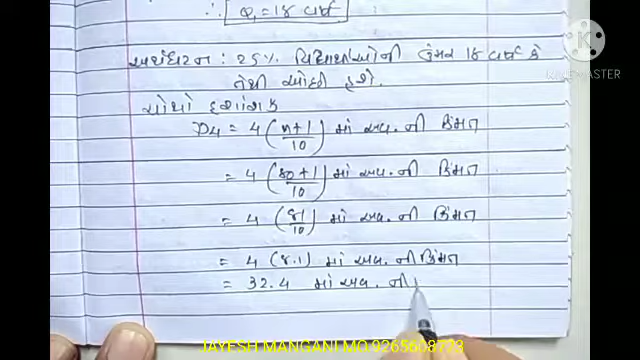 ∴ Q₁ = 18 વર્ષ
અર્થઘટન : 25% વિદ્યાર્થીઓની ઉંમર 18 વર્ષ કે
તેથી ઓછી હશે.
ચોથો દશાંશક
D4 = 4 (n+1/10) માં અવ. ની કિંમત
= 4 (80+1/10) માં અવ. ની કિંમત
= 4 (81/10) માં અવ. ની કિંમત
= 4 (8.1) માં અવ. ની કિંમત
= 32.4 માં અવ. ની
KINEMASTER
JAYESH MANGANI MO.9265608773